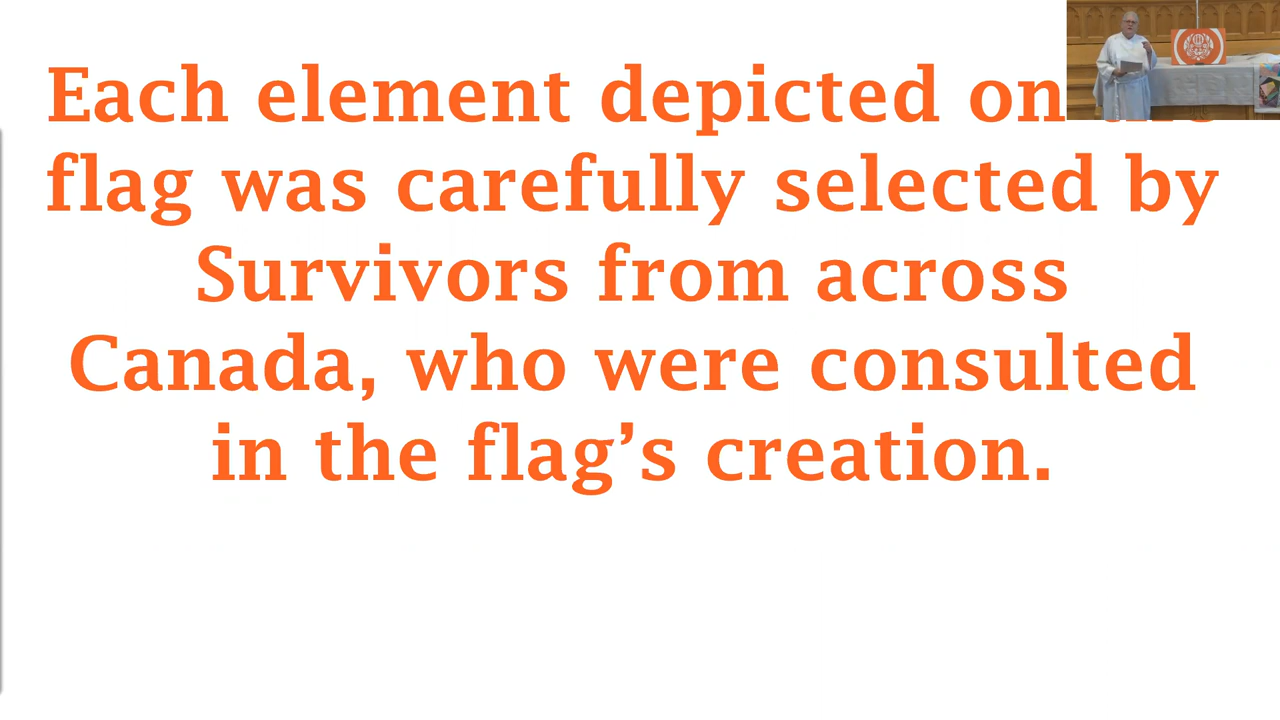 Each element depicted on
flag was carefully selected by
Survivors from across
Canada, who were consulted
in the flag’s creation.